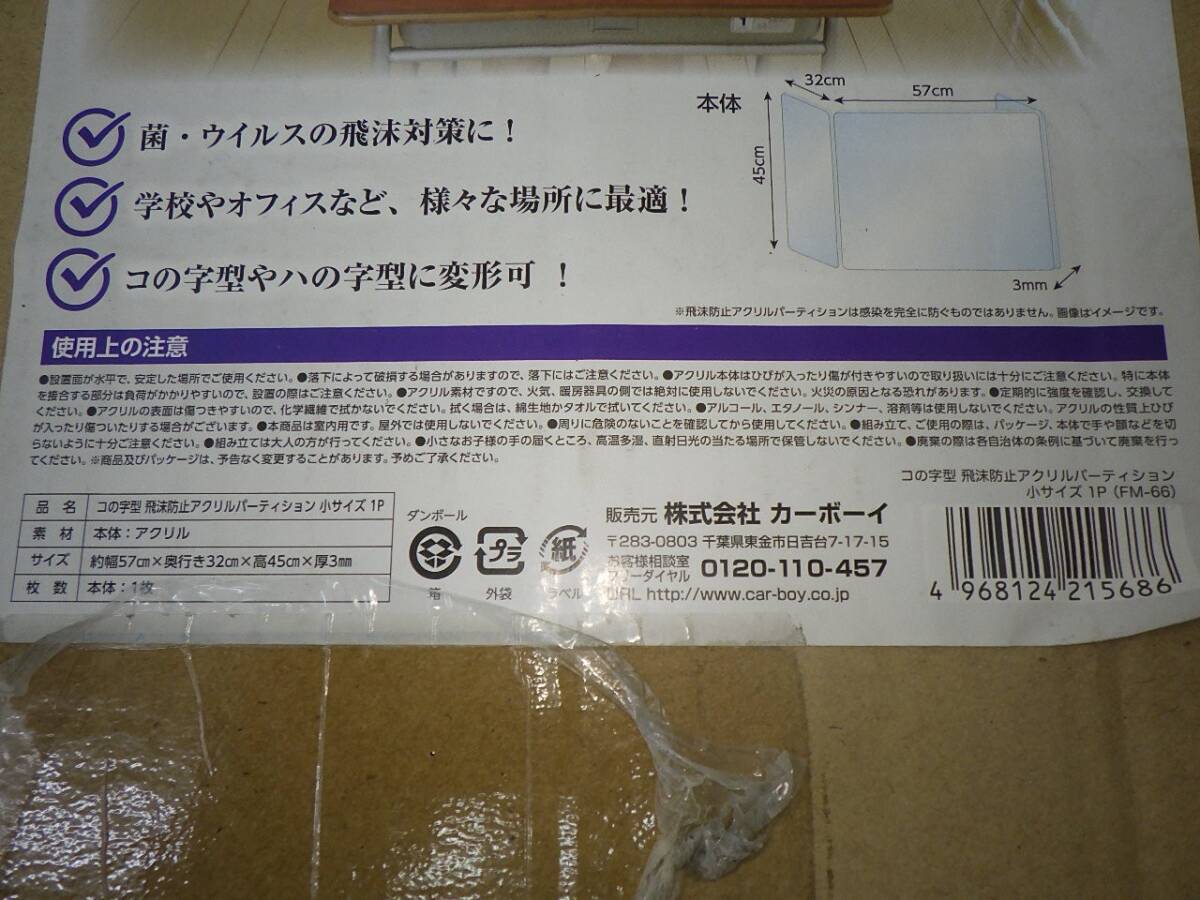 32cm
57cm
本体
45cm
3mm
菌・ウイルスの飛沫対策に！
学校やオフィスなど、様々な場所に最適！
コの字型やハの字型に変形可 ！
※飛沫防止アクリルパーティションは感染を完全に防ぐものではありません。画像はイメージです。
使用上の注意
●設置面が水平で、安定した場所でご使用ください。●落下によって破損する場合がありますので、落下にはご注意ください。●アクリル本体はひびが入ったり傷が付きやすいので取り扱いには十分にご注意ください。特に本体
を接合する部分は負荷がかかりやすいので、設置の際はご注意ください。●アクリル素材ですので、火気、暖房器具の側では絶対に使用しないでください。火災の原因となる恐れがあります。●定期的に強度を確認し、交換して
ください。●アクリルの表面は傷つきやすいので、化学繊維で拭かないでください。拭く場合は、綿生地かタオルで拭いてください。●アルコール、エタノール、シンナー、溶剤等は使用しないでください。アクリルの性質上ひび
が入ったり傷ついたりする場合がございます。●本商品は室内用です。屋外では使用しないでください。●周りに危険のないことを確認してから使用してください。●組み立て、ご使用の際は、パッケージ、本体で手や顔などを切
らないように十分ご注意ください。●組み立ては大人の方が行ってください。●小さなお子様の手の届くところ、高温多湿、直射日光の当たる場所で保管しないでください。●廃棄の際は各自治体の条例に基づいて廃棄を行っ
てください。※商品及びパッケージは、予告なく変更することがあります。予めご了承ください。
コの字型 飛沫防止アクリルパーティション
小サイズ 1P（FM-66）
品 名 コの字型 飛沫防止アクリルパーティション 小サイズ 1P
素 材 本体：アクリル
サイズ 約幅57cm×奥行き32cm×高45cm×厚3mm
枚 数 本体：1枚
ダンボール
箱
プラ
外袋
紙
ラベル
販売元 株式会社 カーボーイ
〒283-0803 千葉県東金市日吉台7-17-15
お客様相談室
フリーダイヤル 0120-110-457
URL http://www.car-boy.co.jp
4 968124 215686